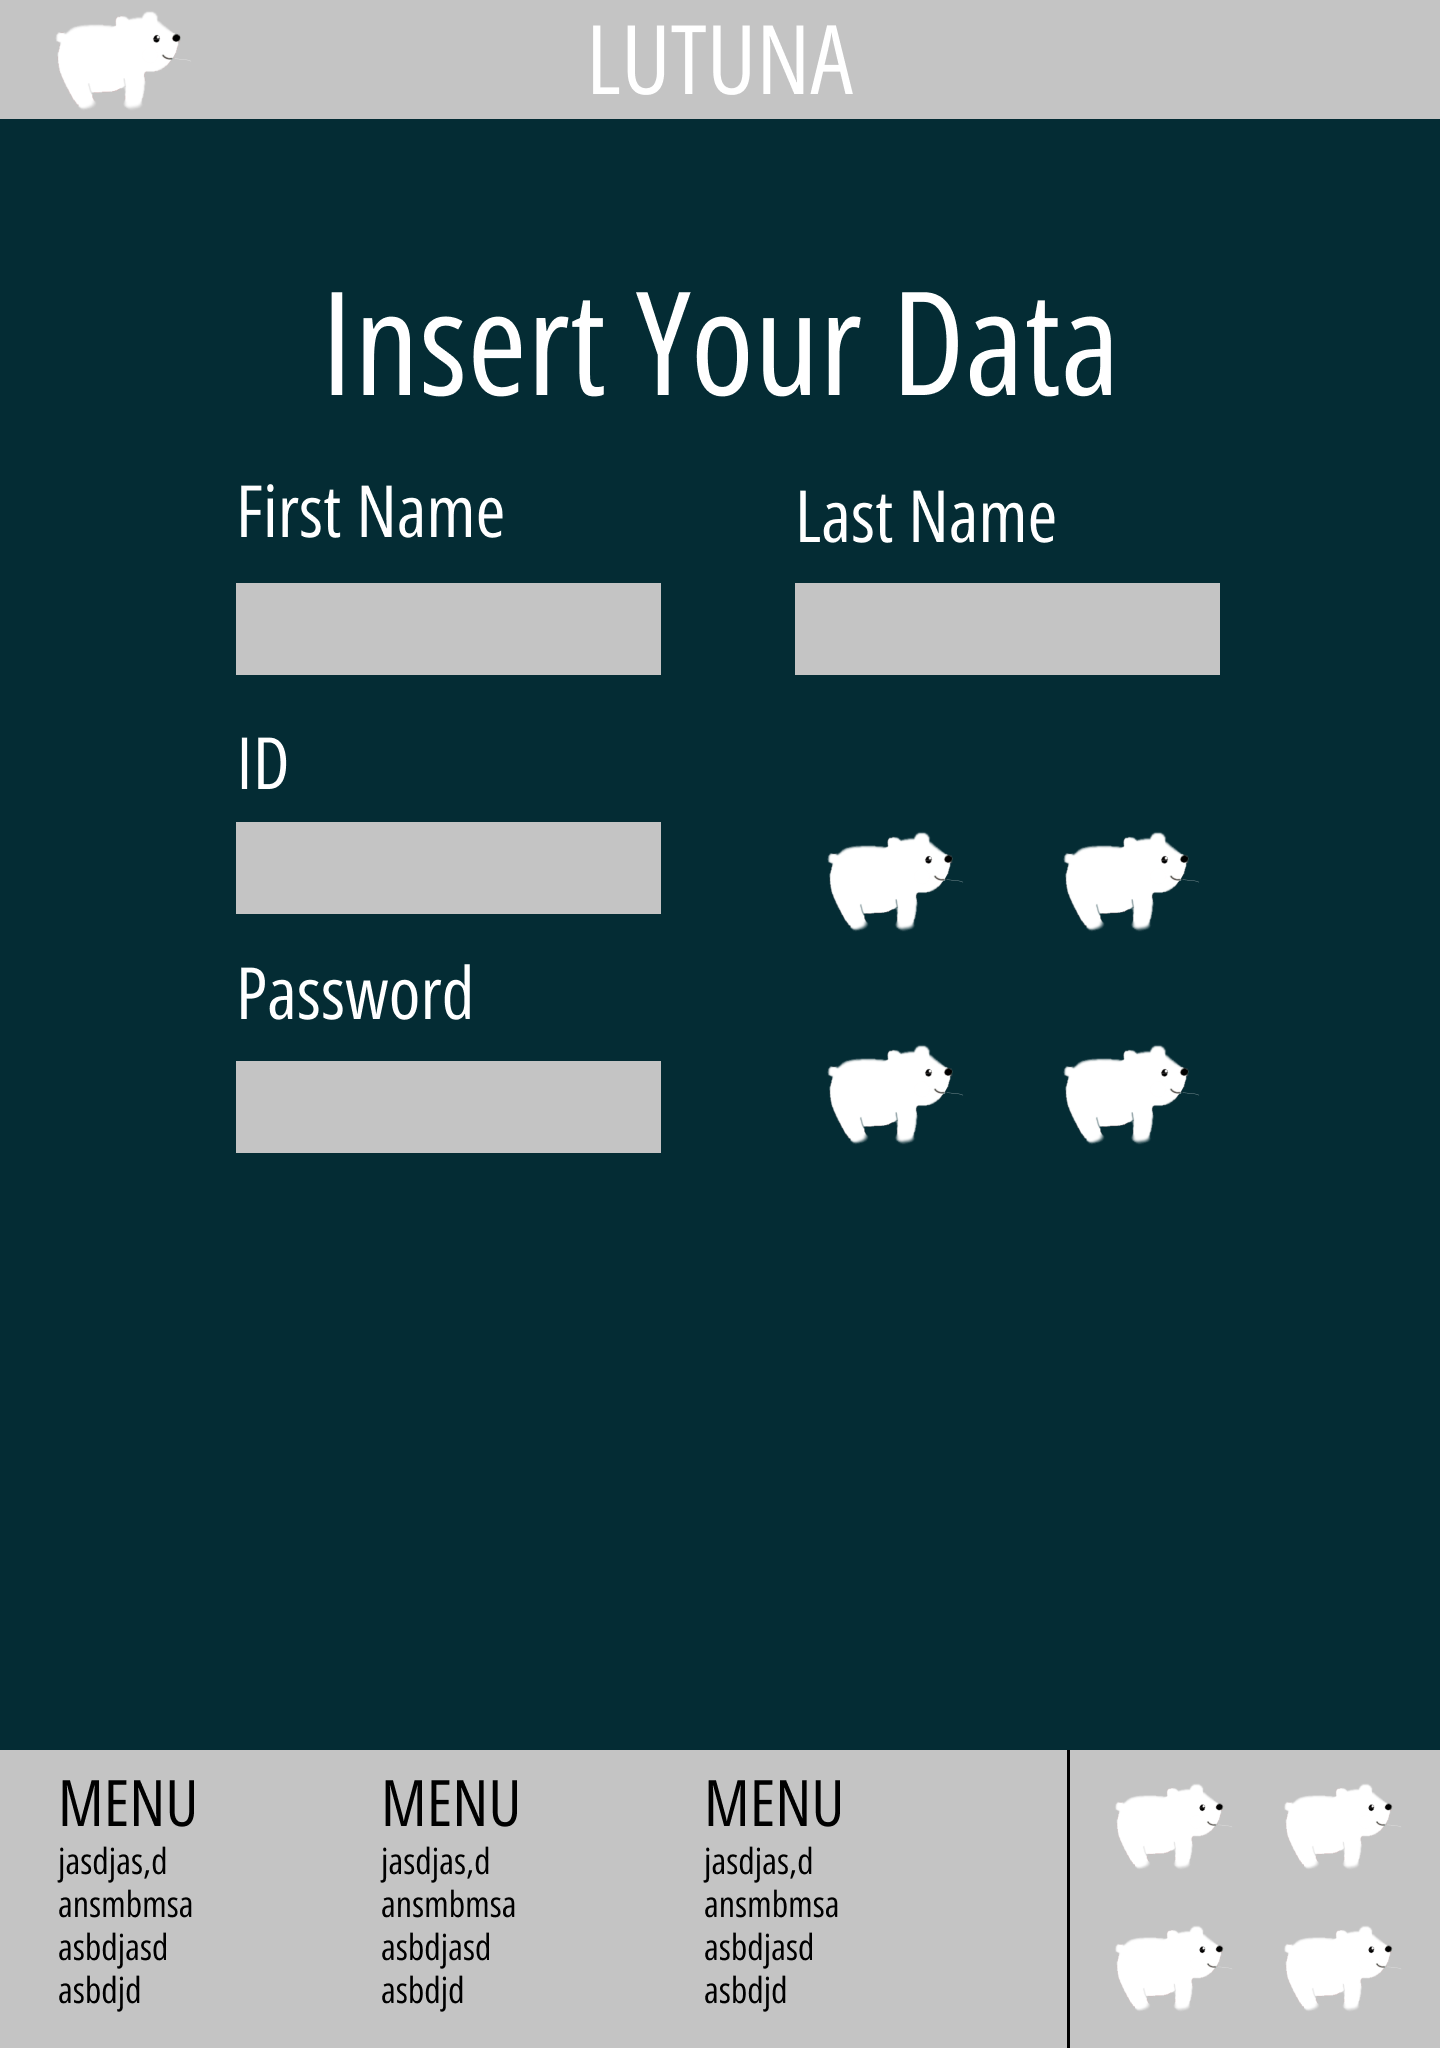 LUTUNA
Insert Your Data
First Name
Last Name
ID
Password
MENU
jasdjas,d
ansmbmsa
asbdjasd
asbdjd
MENU
jasdjas,d
ansmbmsa
asbdjasd
asbdjd
MENU
jasdjas,d
ansmbmsa
asbdjasd
asbdjd